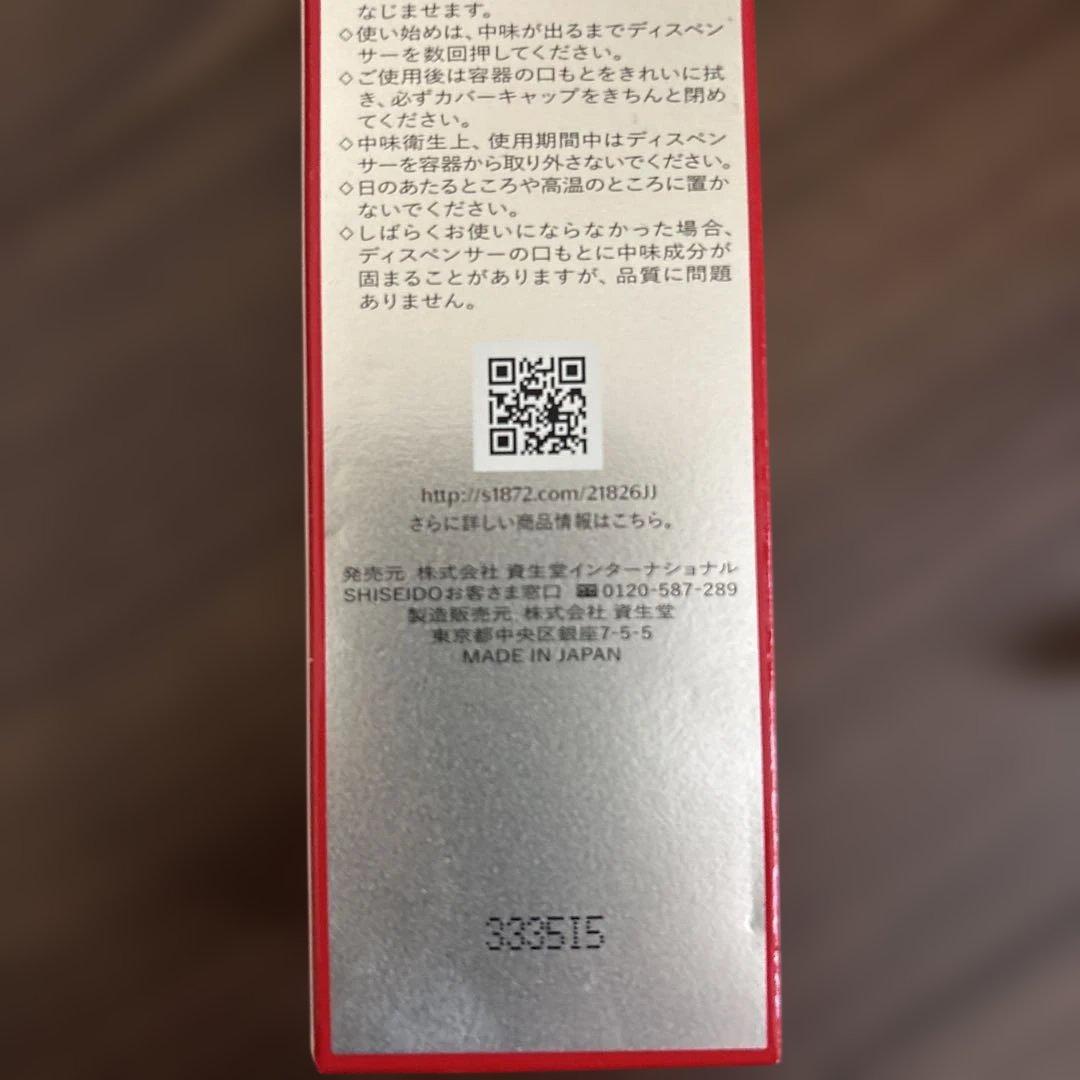 なじませます。
◇使い始めは、中味が出るまでディスペン
サーを数回押してください。
◇ご使用後は容器の口もとをきれいに拭
き、必ずカバーキャップをきちんと閉め
てください。
◇中味衛生上、使用期間中はディスペン
サーを容器から取り外さないでください。
◇日のあたるところや高温のところに置か
ないでください。
◇しばらくお使いにならなかった場合、
ディスペンサーの口もとに中味成分が
固まることがありますが、品質に問題
ありません。
http://s1872.com/21826JJ
さらに詳しい商品情報はこちら。
発売元 株式会社 資生堂インターナショナル
SHISEIDOお客さま窓口 0120-587-289
製造販売元 株式会社 資生堂
東京都中央区銀座7-5-5
MADE IN JAPAN
3335I5